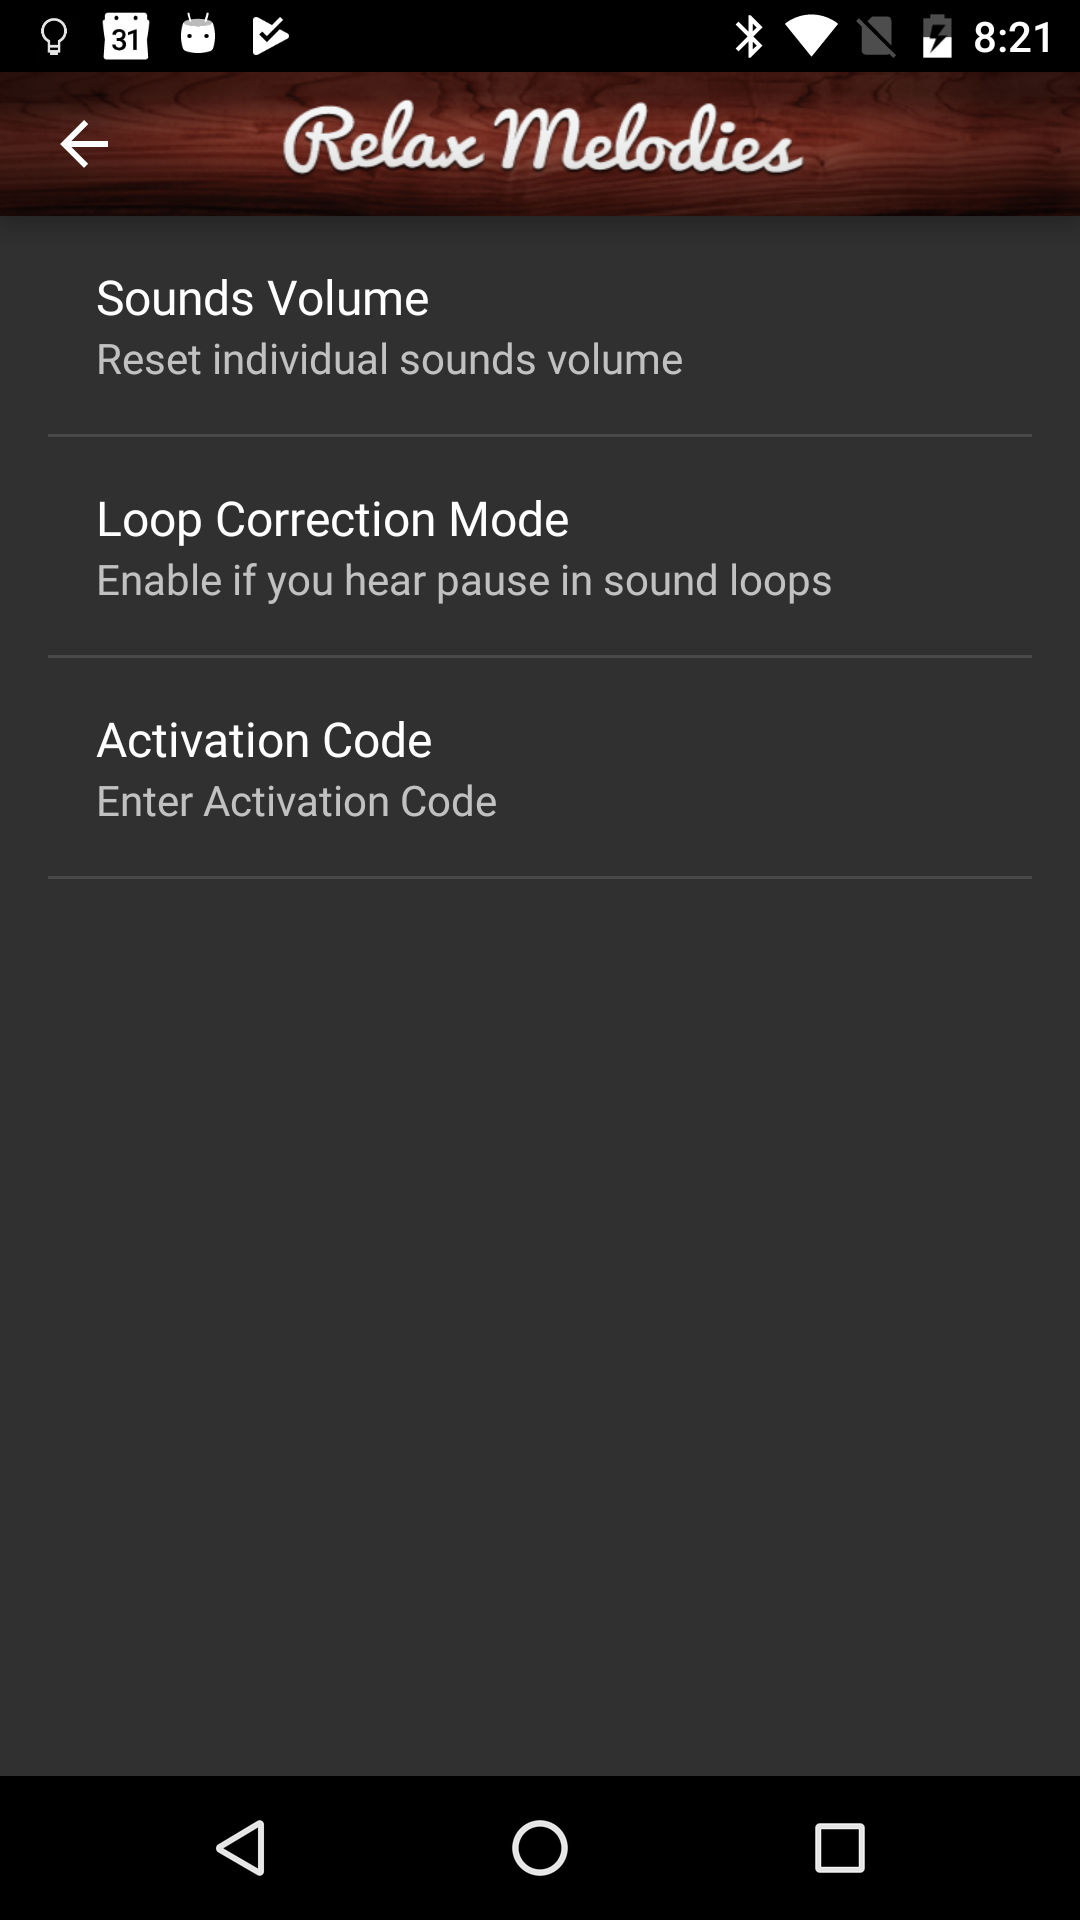 31
8:21
Relax Melodies
Sounds Volume
Reset individual sounds volume
Loop Correction Mode
Enable if you hear pause in sound loops
Activation Code
Enter Activation Code